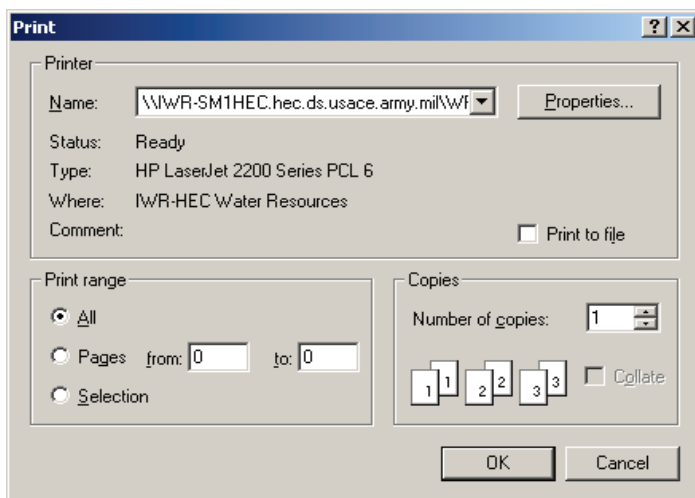 Print
Printer
Name: \\IWR-SM1HEC.hec.ds.usace.army.mil\WF Properties...
Status: Ready
Type: HP LaserJet 2200 Series PCL 6
Where: IWR-HEC Water Resources
Comment:
Print to file
Print range
All
Pages from: 0 to: 0
Selection
Copies
Number of copies: 1
1 1 2 2 3 3 Collate
OK Cancel